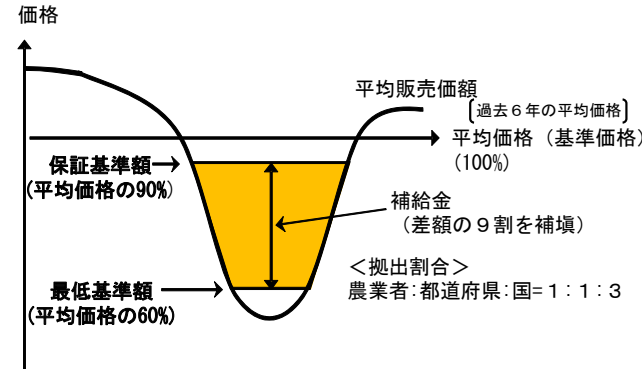 価格
平均販売価額
過去６年の平均価格
平均価格（基準価格）
(100%)
保証基準額
(平均価格の90%)
補給金
（差額の９割を補塡）
＜拠出割合＞
農業者:都道府県:国=１：１：３
最低基準額
(平均価格の60%)